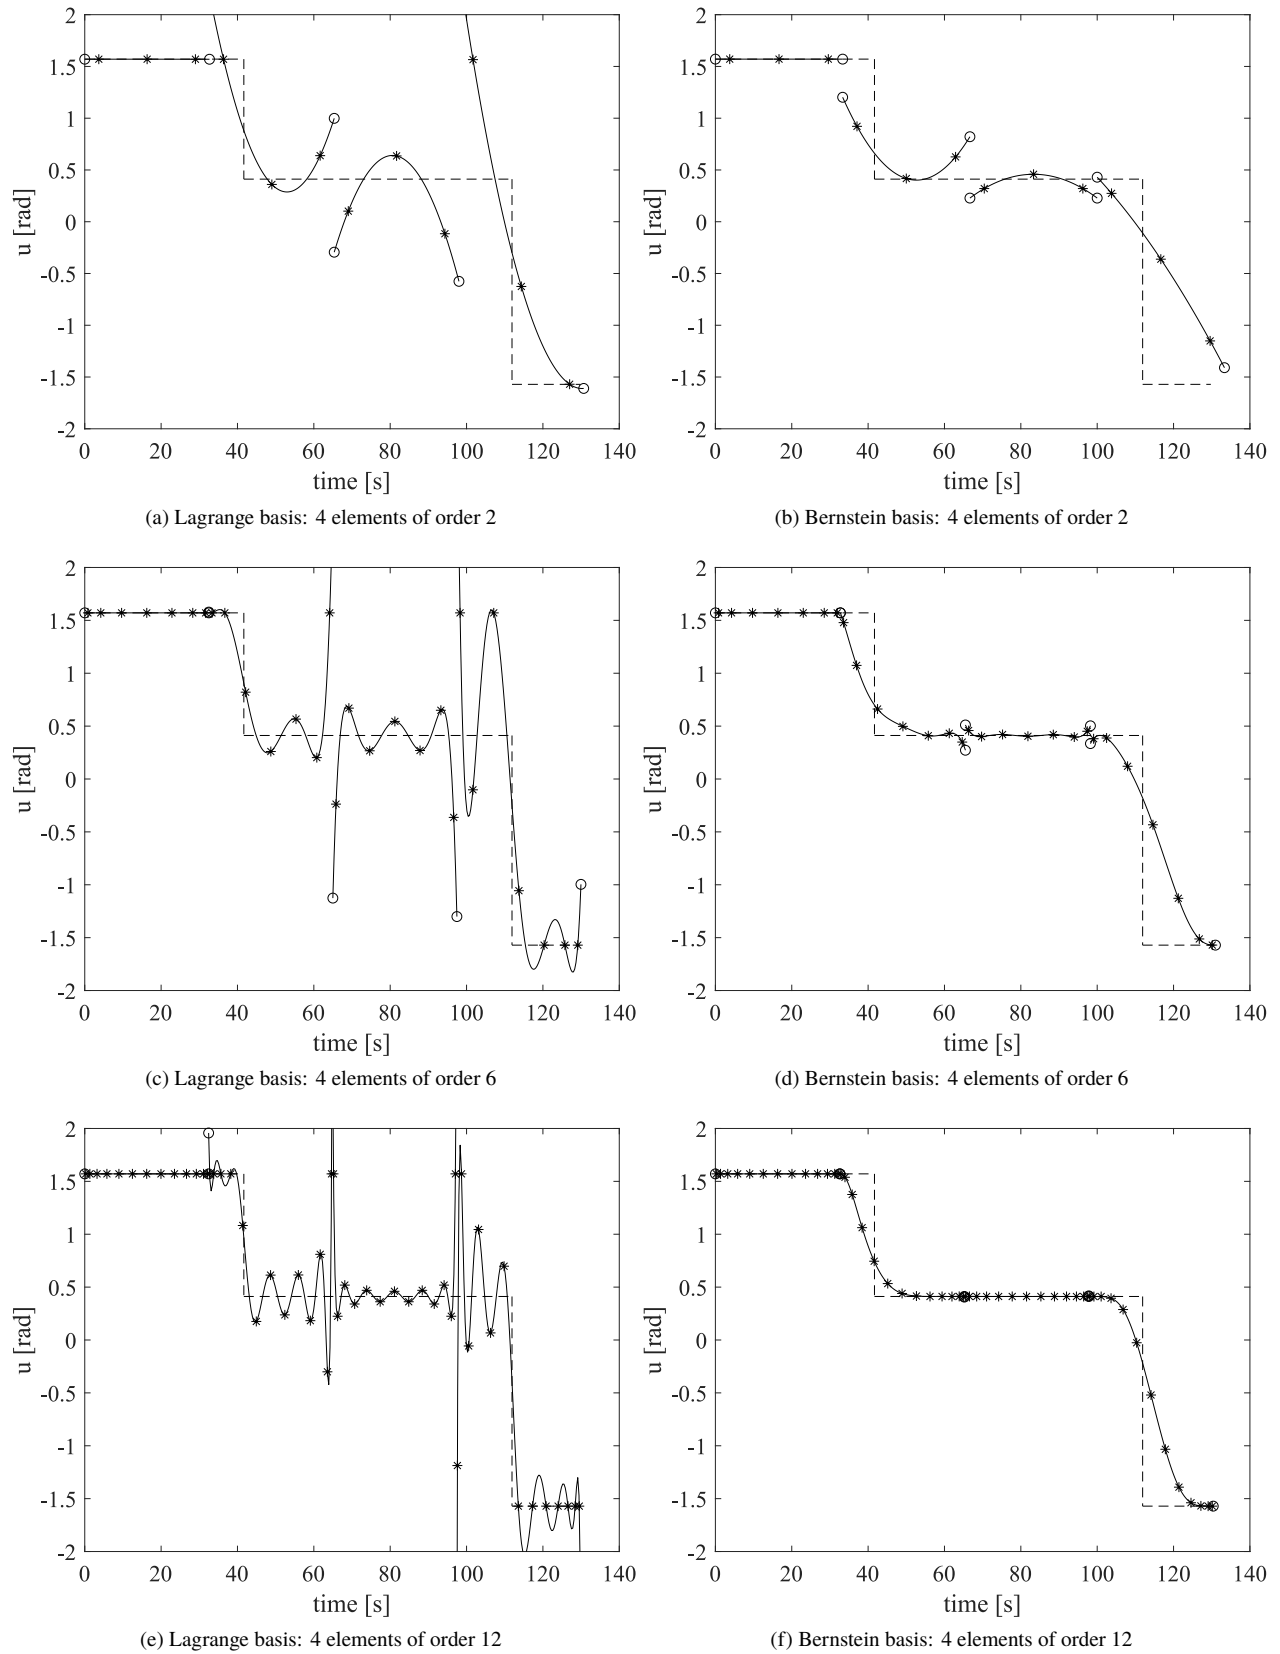 2
1.5
1
0.5
0
-0.5
-1
-1.5
-2
u [rad]
0 20 40 60 80 100 120 140
time [s]
(a) Lagrange basis: 4 elements of order 2
2
1.5
1
0.5
0
-0.5
-1
-1.5
-2
u [rad]
0 20 40 60 80 100 120 140
time [s]
(b) Bernstein basis: 4 elements of order 2
2
1.5
1
0.5
0
-0.5
-1
-1.5
-2
u [rad]
0 20 40 60 80 100 120 140
time [s]
(c) Lagrange basis: 4 elements of order 6
2
1.5
1
0.5
0
-0.5
-1
-1.5
-2
u [rad]
0 20 40 60 80 100 120 140
time [s]
(d) Bernstein basis: 4 elements of order 6
2
1.5
1
0.5
0
-0.5
-1
-1.5
-2
u [rad]
0 20 40 60 80 100 120 140
time [s]
(e) Lagrange basis: 4 elements of order 12
2
1.5
1
0.5
0
-0.5
-1
-1.5
-2
u [rad]
0 20 40 60 80 100 120 140
time [s]
(f) Bernstein basis: 4 elements of order 12